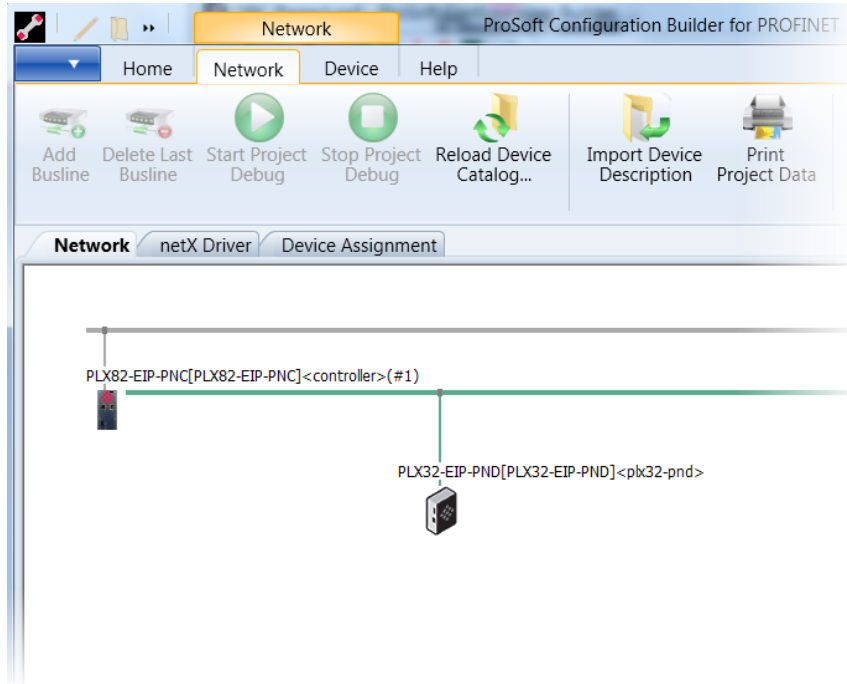 Network
ProSoft Configuration Builder for PROFINET
Home Network Device Help
Add Busline
Delete Last Busline
Start Project Debug
Stop Project Debug
Reload Device Catalog...
Import Device Description
Print Project Data
Network netX Driver Device Assignment
PLX82-EIP-PNC[PLX82-EIP-PNC]<controller>(#1)
PLX32-EIP-PND[PLX32-EIP-PND]<plx32-pnd>